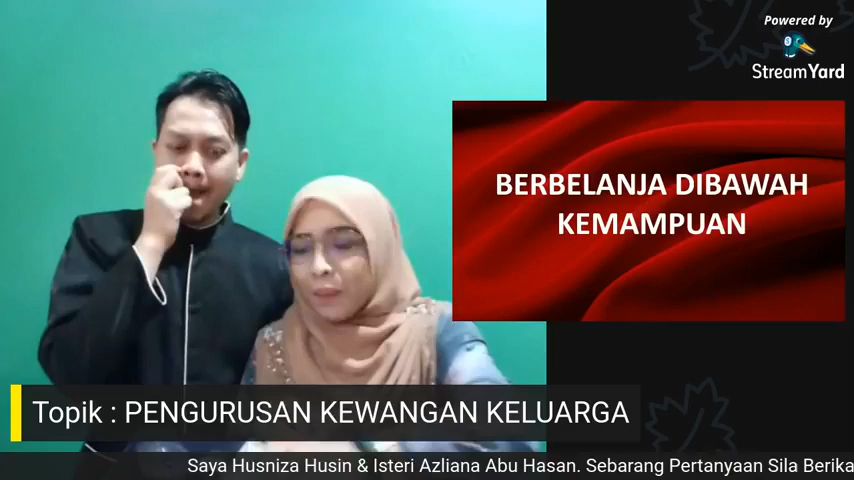 Powered by
StreamYard
BERBELANJA DIBAWAH
KEMAMPUAN
Topik : PENGURUSAN KEWANGAN KELUARGA
Saya Husniza Husin & Isteri Azliana Abu Hasan. Sebarang Pertanyaan Sila Berika